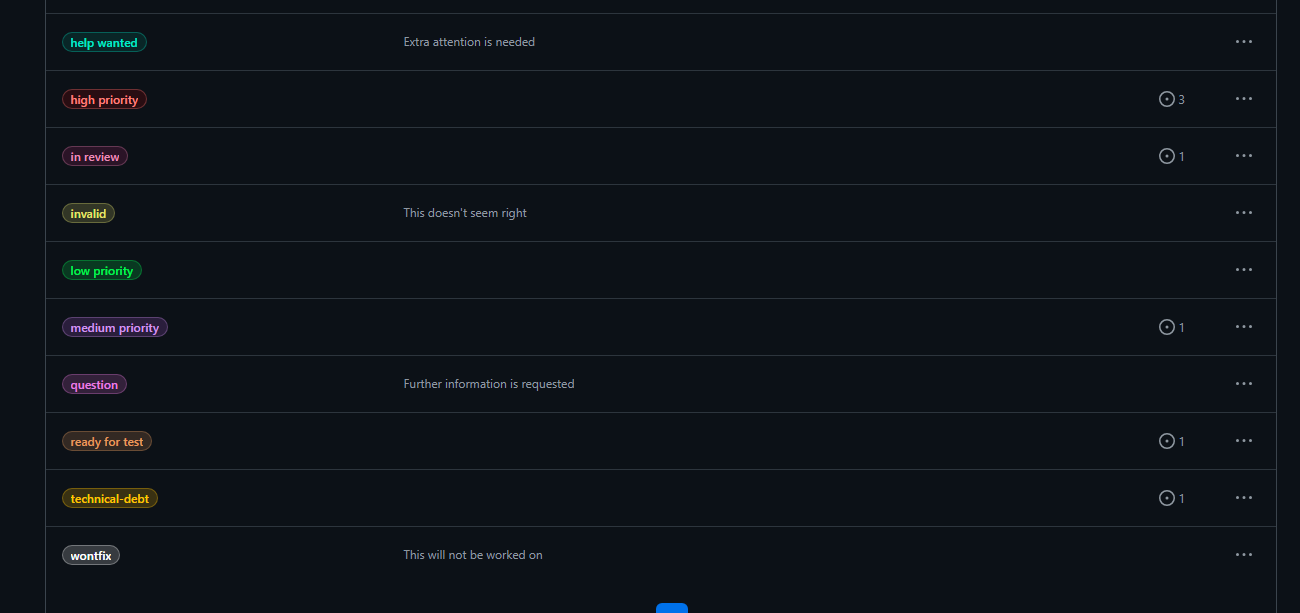 help wanted Extra attention is needed
high priority 3
in review 1
invalid This doesn't seem right
low priority
medium priority 1
question Further information is requested
ready for test 1
technical-debt 1
wontfix This will not be worked on